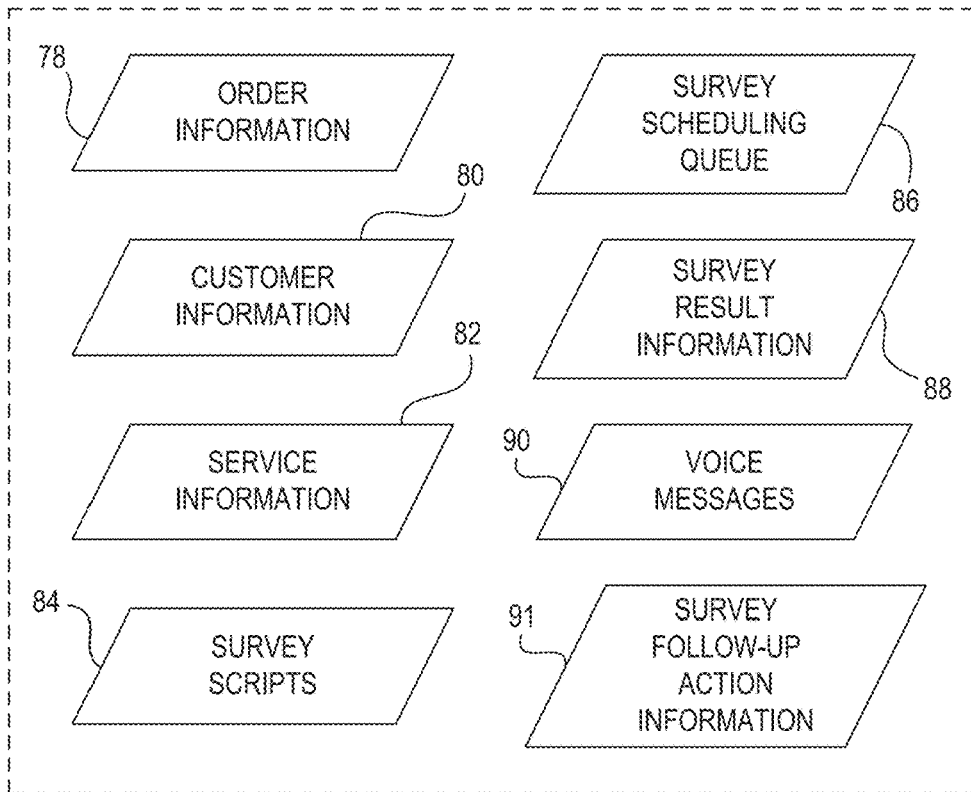 78
ORDER
INFORMATION
80
CUSTOMER
INFORMATION
82
SERVICE
INFORMATION
84
SURVEY
SCRIPTS
SURVEY
SCHEDULING
QUEUE
86
SURVEY
RESULT
INFORMATION
88
90
VOICE
MESSAGES
91
SURVEY
FOLLOW-UP
ACTION
INFORMATION